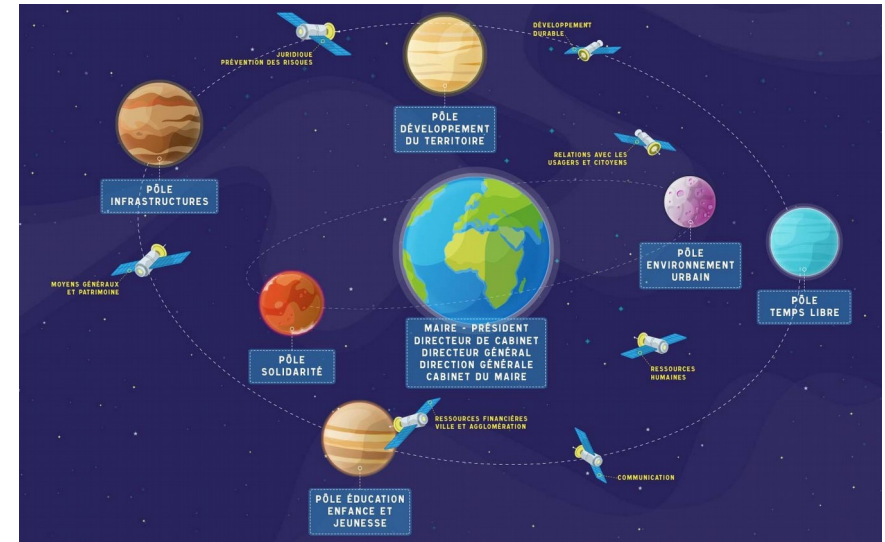 DÉVELOPPEMENT
DURABLE
JURIDIQUE
PRÉVENTION DES RISQUES
PÔLE
DÉVELOPPEMENT
DU TERRITOIRE
RELATIONS AVEC LES
USAGERS ET CITOYENS
PÔLE
INFRASTRUCTURES
PÔLE
ENVIRONNEMENT
URBAIN
MOYENS GÉNÉRAUX
ET PATRIMOINE
PÔLE
TEMPS LIBRE
MAIRE - PRÉSIDENT
DIRECTEUR DE CABINET
DIRECTEUR GÉNÉRAL
DIRECTION GÉNÉRALE
CABINET DU MAIRE
PÔLE
SOLIDARITÉ
RESSOURCES
HUMAINES
RESSOURCES FINANCIÈRES
VILLE ET AGGLOMÉRATION
COMMUNICATION
PÔLE ÉDUCATION
ENFANCE ET
JEUNESSE